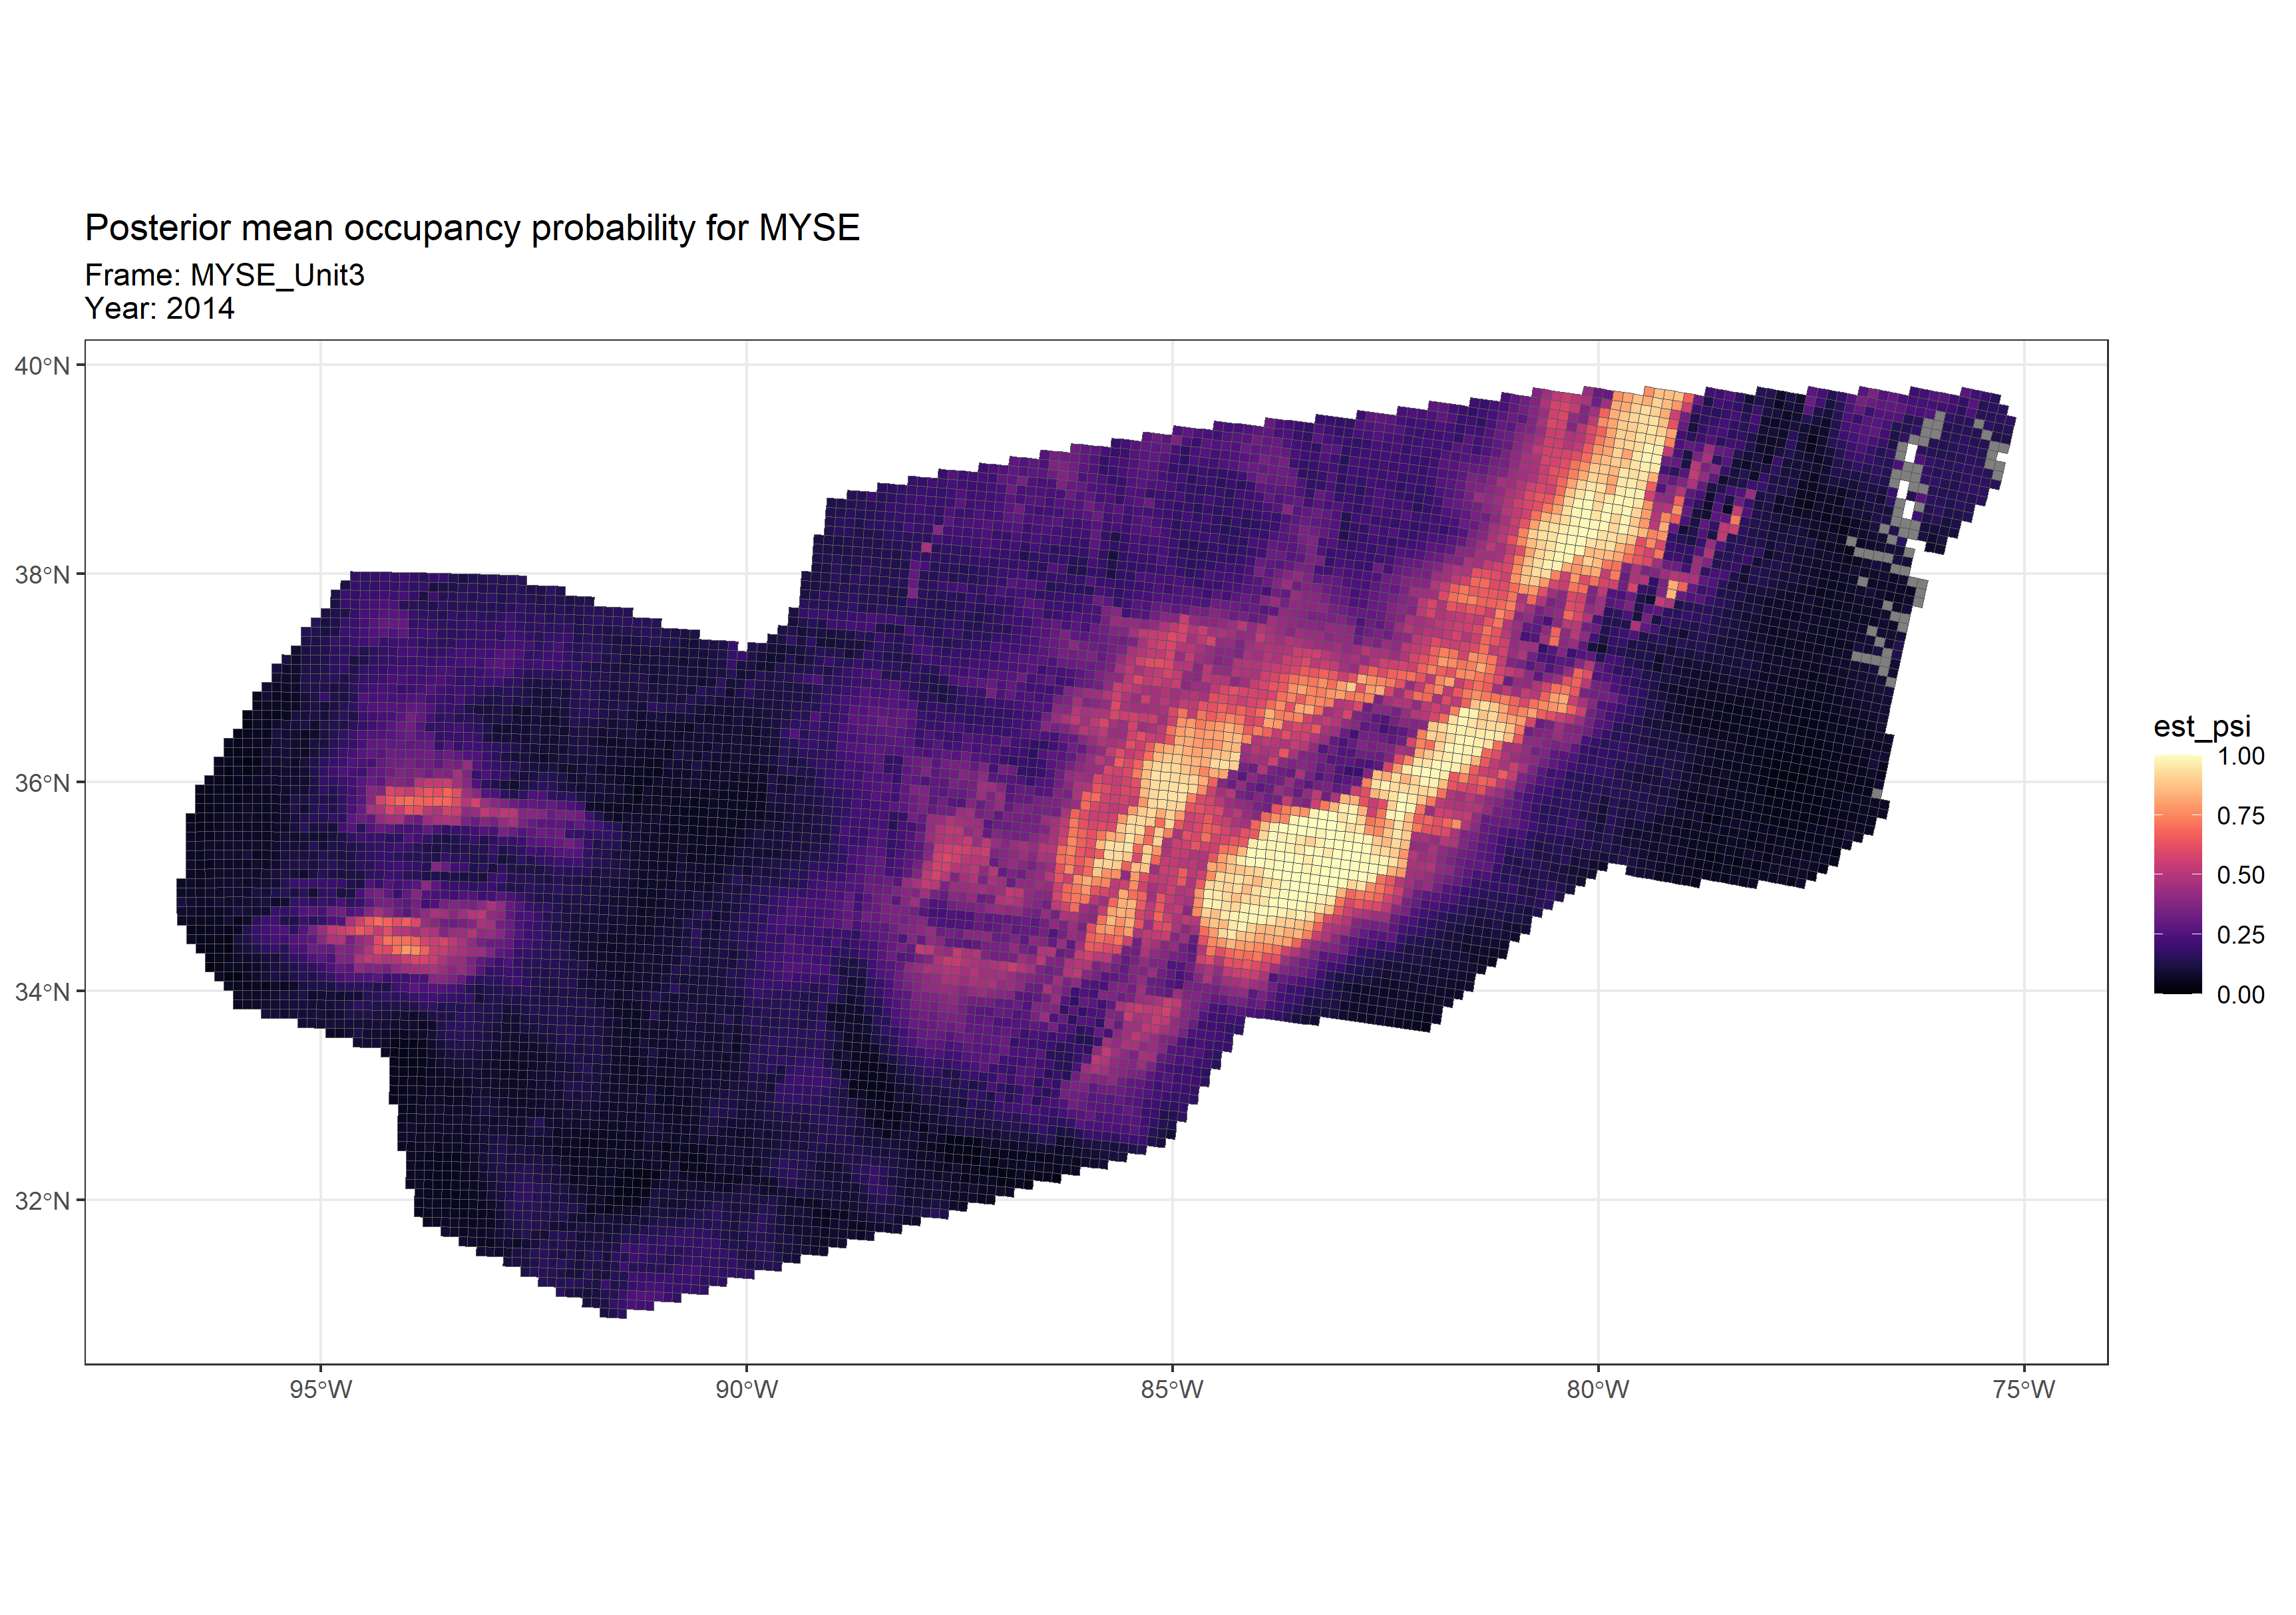 Posterior mean occupancy probability for MYSE
Frame: MYSE_Unit3
Year: 2014
40°N
38°N
36°N
34°N
32°N
95°W
90°W
85°W
80°W
75°W
est_psi
1.00
0.75
0.50
0.25
0.00